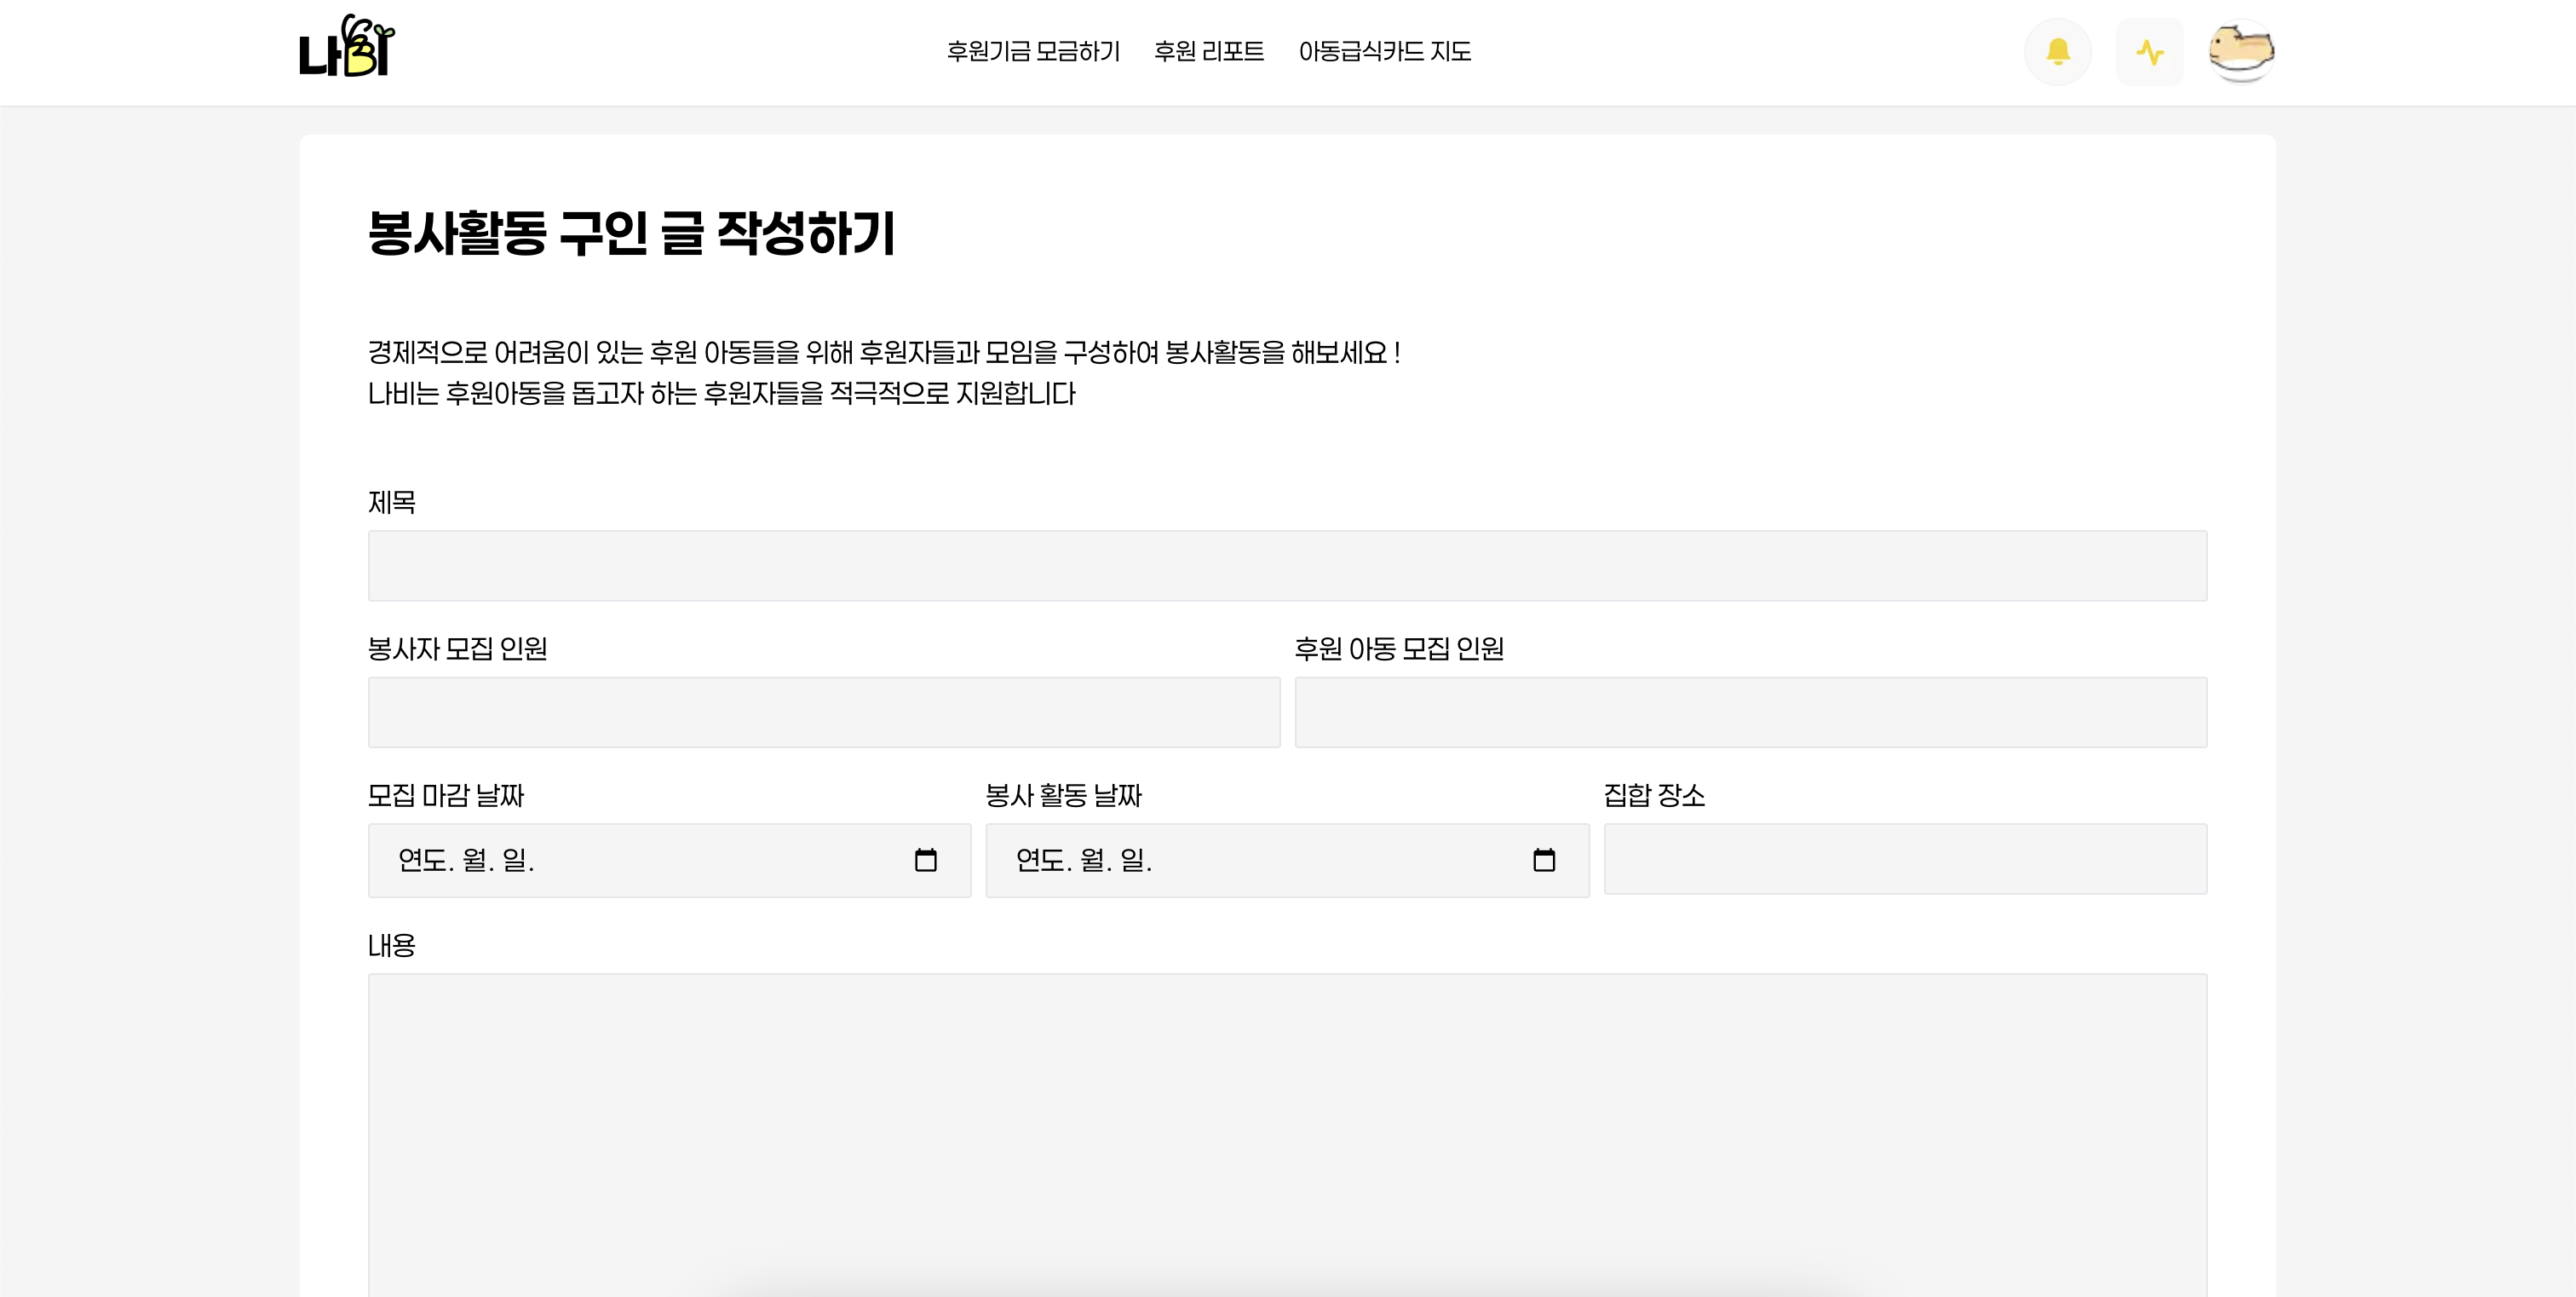 나비
후원기금 모금하기 후원 리포트 아동급식카드 지도
봉사활동 구인 글 작성하기
경제적으로 어려움이 있는 후원 아동들을 위해 후원자들과 모임을 구성하여 봉사활동을 해보세요 !
나비는 후원아동을 돕고자 하는 후원자들을 적극적으로 지원합니다
제목
봉사자 모집 인원 후원 아동 모집 인원
모집 마감 날짜 봉사 활동 날짜 집합 장소
연도. 월. 일. 연도. 월. 일.
내용